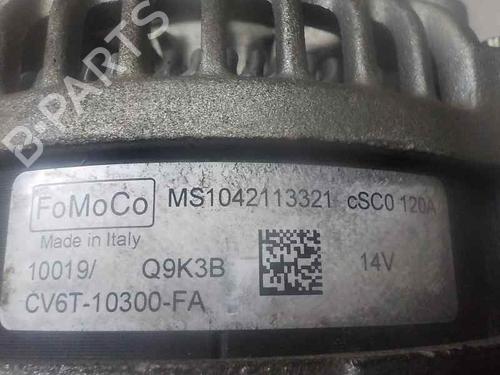 B-PARTS
FoMoCo MS1042113321 cSC0 120A
Made in Italy
10019/ Q9K3B 14V
CV6T-10300-FA